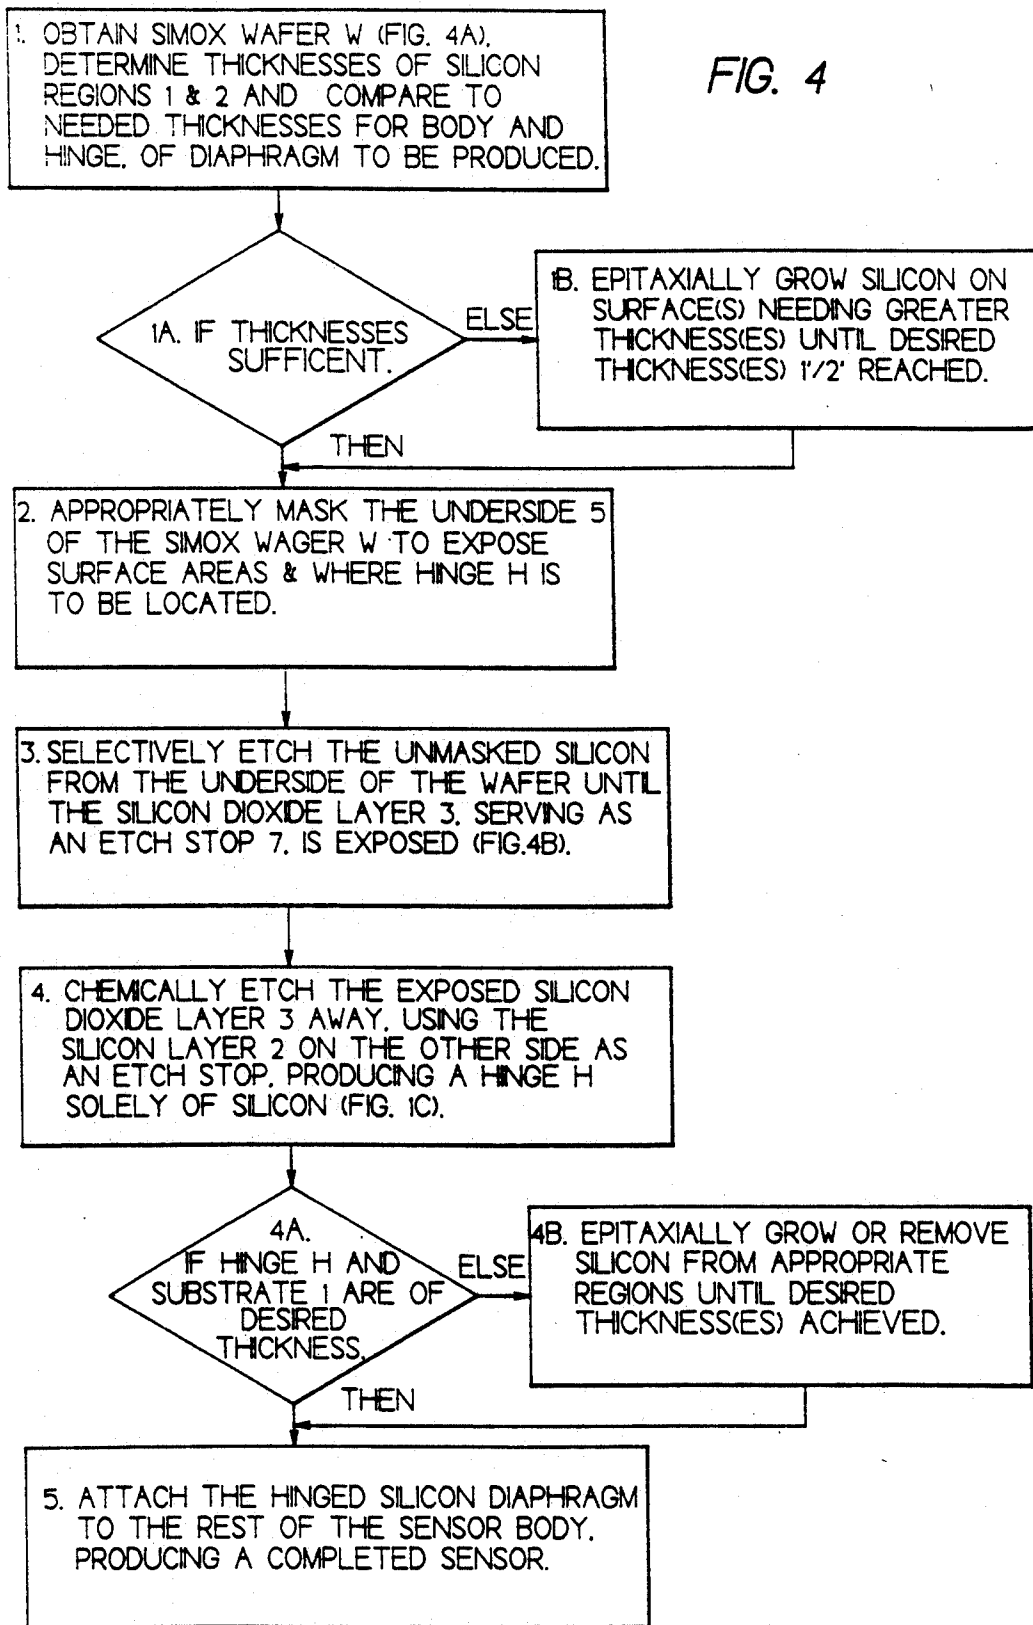 FIG. 4
1. OBTAIN SIMOX WAFER W (FIG. 4A),
DETERMINE THICKNESSES OF SILICON
REGIONS 1 & 2 AND COMPARE TO
NEEDED THICKNESSES FOR BODY AND
HINGE, OF DIAPHRAGM TO BE PRODUCED.
1A. IF THICKNESSES
SUFFICENT.
ELSE
1B. EPITAXIALLY GROW SILICON ON
SURFACE(S) NEEDING GREATER
THICKNESS(ES) UNTIL DESIRED
THICKNESS(ES) 1'/2' REACHED.
THEN
2. APPROPRIATELY MASK THE UNDERSIDE 5
OF THE SIMOX WAGER W TO EXPOSE
SURFACE AREAS & WHERE HINGE H IS
TO BE LOCATED.
3. SELECTIVELY ETCH THE UNMASKED SILICON
FROM THE UNDERSIDE OF THE WAFER UNTIL
THE SILICON DIOXIDE LAYER 3, SERVING AS
AN ETCH STOP 7, IS EXPOSED (FIG.4B).
4. CHEMICALLY ETCH THE EXPOSED SILICON
DIOXIDE LAYER 3 AWAY, USING THE
SILICON LAYER 2 ON THE OTHER SIDE AS
AN ETCH STOP, PRODUCING A HINGE H
SOLELY OF SILICON (FIG. 1C).
4A.
IF HINGE H AND
SUBSTRATE 1 ARE OF
DESIRED
THICKNESS,
ELSE
4B. EPITAXIALLY GROW OR REMOVE
SILICON FROM APPROPRIATE
REGIONS UNTIL DESIRED
THICKNESS(ES) ACHIEVED.
THEN
5. ATTACH THE HINGED SILICON DIAPHRAGM
TO THE REST OF THE SENSOR BODY,
PRODUCING A COMPLETED SENSOR.